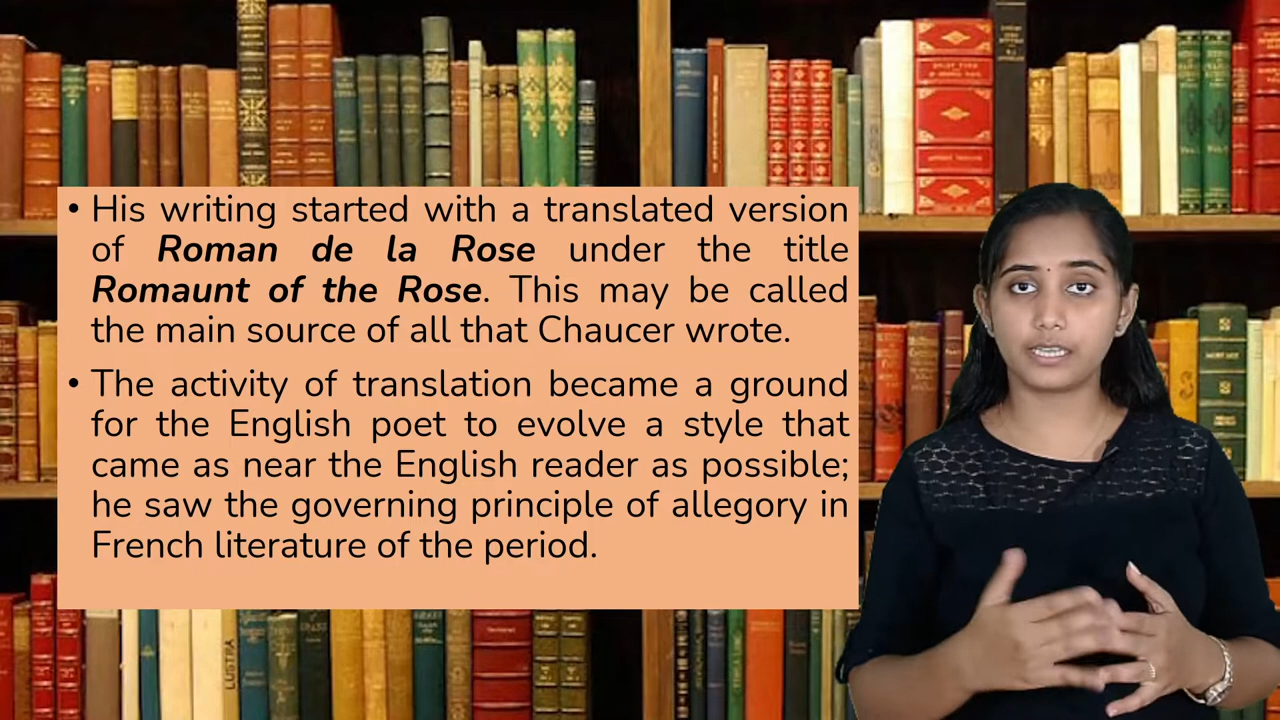 • His writing started with a translated version
of Roman de la Rose under the title
Romaunt of the Rose. This may be called
the main source of all that Chaucer wrote.
• The activity of translation became a ground
for the English poet to evolve a style that
came as near the English reader as possible;
he saw the governing principle of allegory in
French literature of the period.